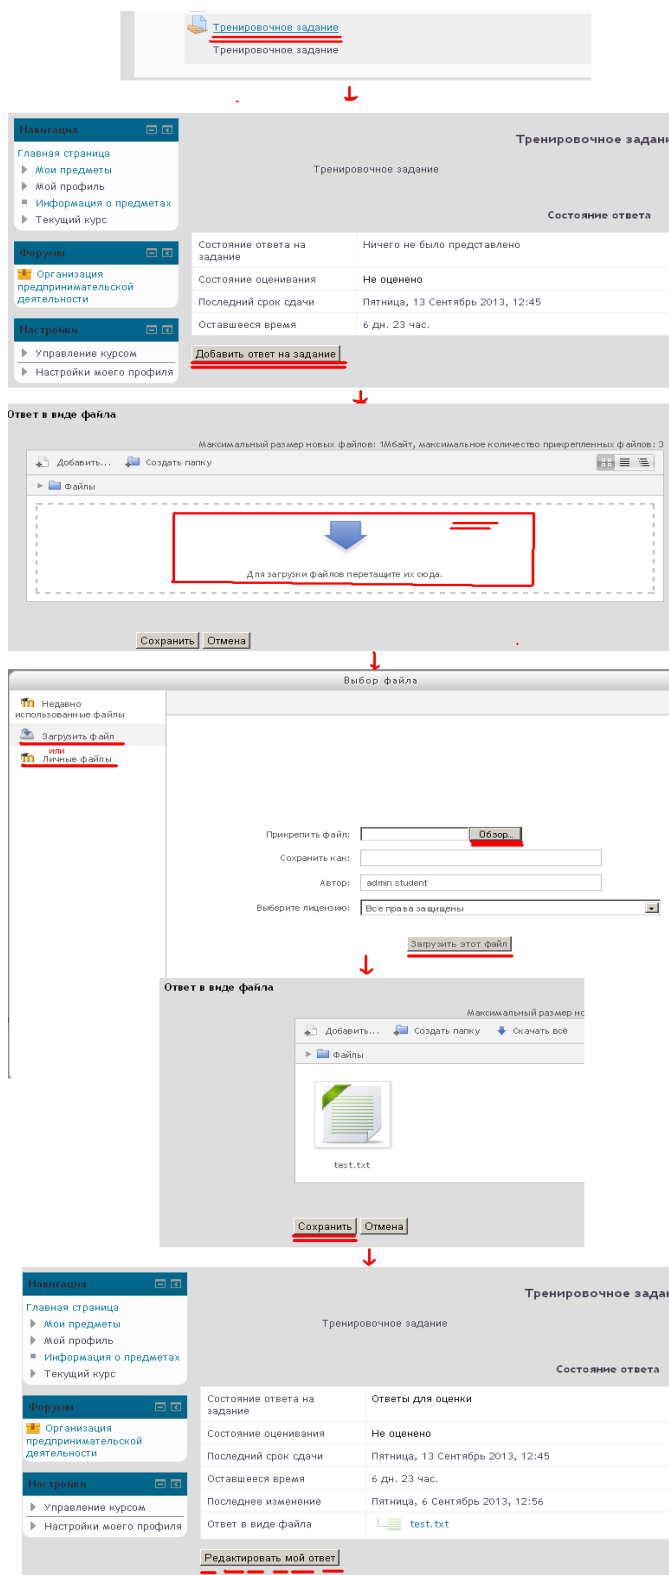 Тренировочное задание
Тренировочное задание
Навигация
Главная страница
Мои предметы
Мой профиль
Информация о предметах
Текущий курс
Форумы
Организация
предпринимательской
деятельности
Настройки
Управление курсом
Настройки моего профиля
Тренировочное задани
Тренировочное задание
Состояние ответа
Состояние ответа на задание Ничего не было представлено
Состояние оценивания Не оценено
Последний срок сдачи Пятница, 13 Сентябрь 2013, 12:45
Оставшееся время 6 дн. 23 час.
Добавить ответ на задание
Ответ в виде файла
Максимальный размер новых файлов: 1Мбайт, максимальное количество прикрепленных файлов: 3
Добавить... Создать папку
Файлы
Для загрузки файлов перетащите их сюда.
Сохранить Отмена
Выбор файла
Недавно
использованные файлы
Загрузить файл
или
Личные файлы
Прикрепить файл: Обзор...
Сохранить как:
Автор: admin student
Выберите лицензию: Все права защищены
Загрузить этот файл
Ответ в виде файла
Максимальный размер но
Добавить... Создать папку Скачать всё
Файлы
test.txt
Сохранить Отмена
Навигация
Главная страница
Мои предметы
Мой профиль
Информация о предметах
Текущий курс
Форумы
Организация
предпринимательской
деятельности
Настройки
Управление курсом
Настройки моего профиля
Тренировочное задан
Тренировочное задание
Состояние ответа
Состояние ответа на задание Ответы для оценки
Состояние оценивания Не оценено
Последний срок сдачи Пятница, 13 Сентябрь 2013, 12:45
Оставшееся время 6 дн. 23 час.
Последнее изменение Пятница, 6 Сентябрь 2013, 12:56
Ответ в виде файла test.txt
Редактировать мой ответ